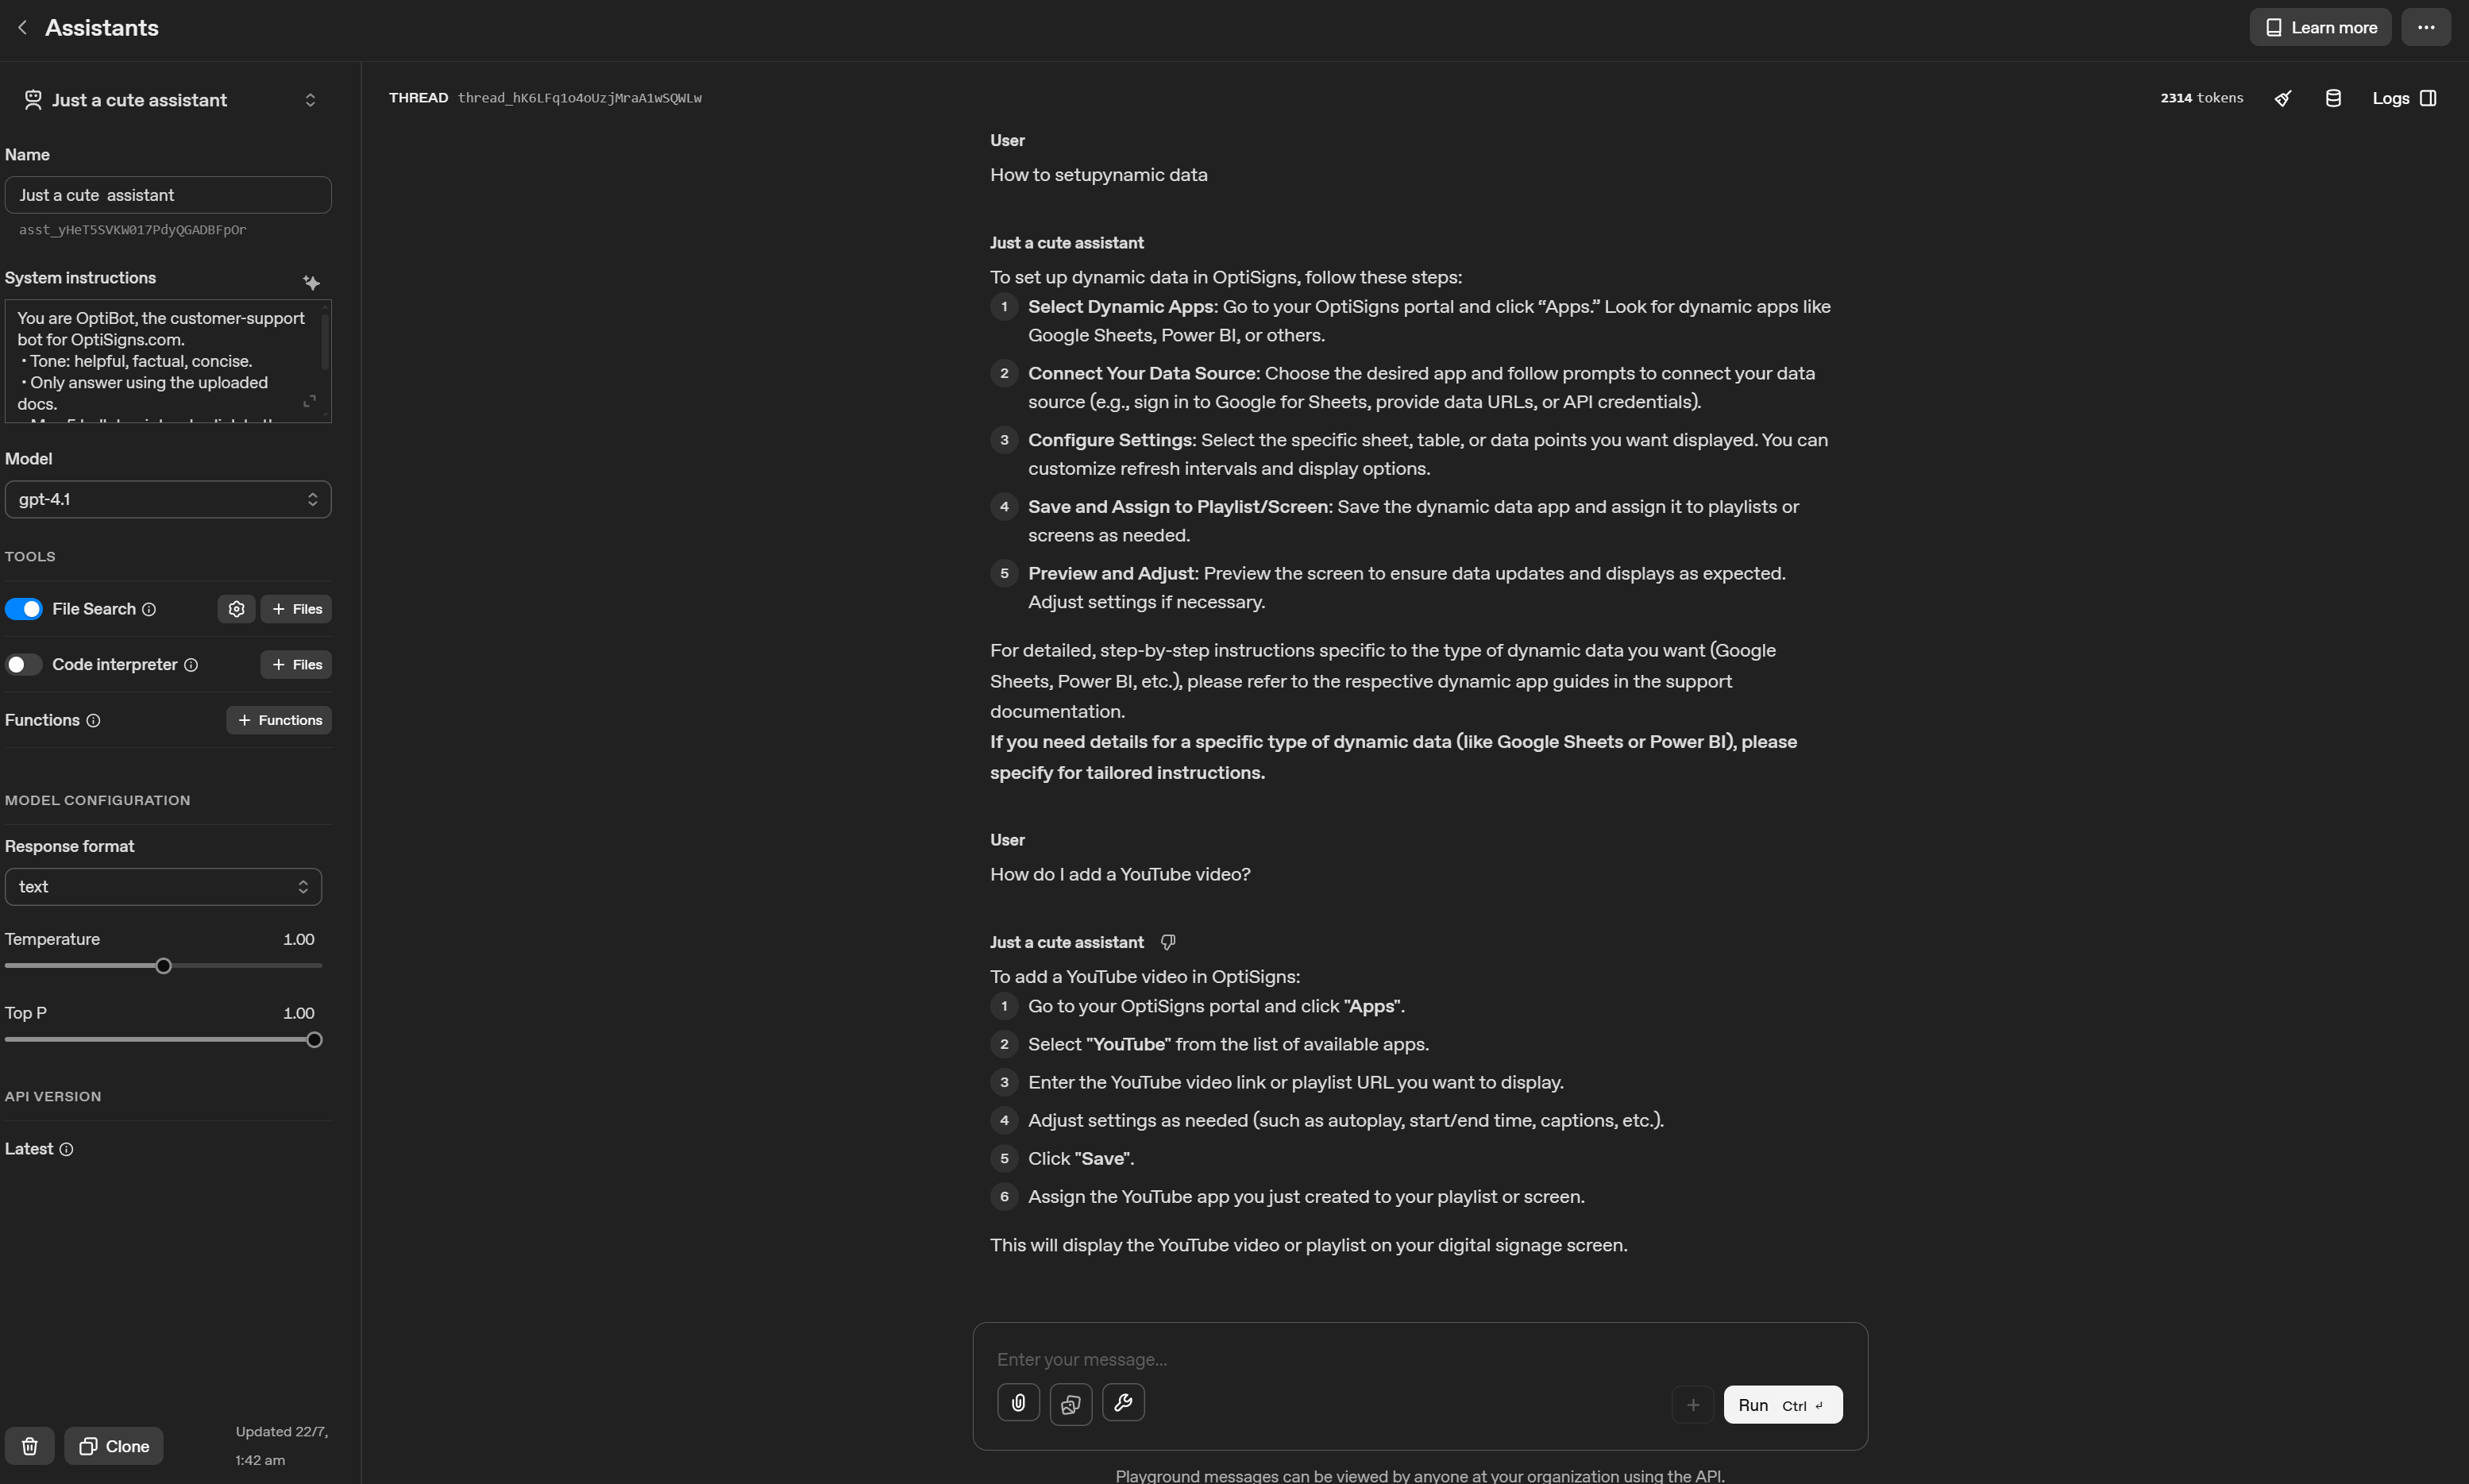 Assistants
Learn more
Just a cute assistant
Name
Just a cute  assistant
asst_yHeT5SVKW017PdyQGADBFpOr
System instructions
You are OptiBot, the customer-support
bot for OptiSigns.com.
• Tone: helpful, factual, concise.
• Only answer using the uploaded
docs.
Model
gpt-4.1
TOOLS
File Search
+ Files
Code interpreter
+ Files
Functions
+ Functions
MODEL CONFIGURATION
Response format
text
Temperature 1.00
Top P 1.00
API VERSION
Latest
Clone
Updated 22/7,
1:42 am
THREAD thread_hK6LFq1o4oUzjMraA1wSQWLw
2314 tokens
Logs
User
How to setupynamic data
Just a cute assistant
To set up dynamic data in OptiSigns, follow these steps:
1 Select Dynamic Apps: Go to your OptiSigns portal and click “Apps.” Look for dynamic apps like
Google Sheets, Power BI, or others.
2 Connect Your Data Source: Choose the desired app and follow prompts to connect your data
source (e.g., sign in to Google for Sheets, provide data URLs, or API credentials).
3 Configure Settings: Select the specific sheet, table, or data points you want displayed. You can
customize refresh intervals and display options.
4 Save and Assign to Playlist/Screen: Save the dynamic data app and assign it to playlists or
screens as needed.
5 Preview and Adjust: Preview the screen to ensure data updates and displays as expected.
Adjust settings if necessary.
For detailed, step-by-step instructions specific to the type of dynamic data you want (Google
Sheets, Power BI, etc.), please refer to the respective dynamic app guides in the support
documentation.
If you need details for a specific type of dynamic data (like Google Sheets or Power BI), please
specify for tailored instructions.
User
How do I add a YouTube video?
Just a cute assistant
To add a YouTube video in OptiSigns:
1 Go to your OptiSigns portal and click "Apps".
2 Select "YouTube" from the list of available apps.
3 Enter the YouTube video link or playlist URL you want to display.
4 Adjust settings as needed (such as autoplay, start/end time, captions, etc.).
5 Click "Save".
6 Assign the YouTube app you just created to your playlist or screen.
This will display the YouTube video or playlist on your digital signage screen.
Enter your message...
Run Ctrl ↵
Playground messages can be viewed by anyone at your organization using the API.